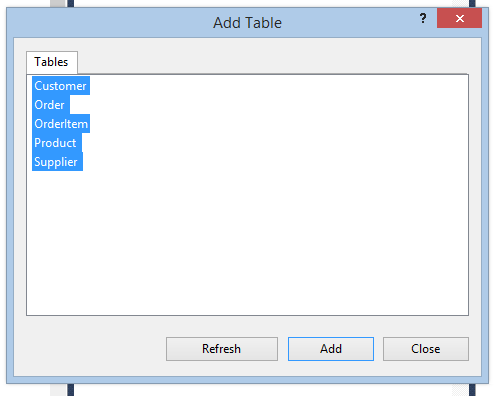 Add Table
?
Tables
Customer
Order
OrderItem
Product
Supplier
Refresh Add Close